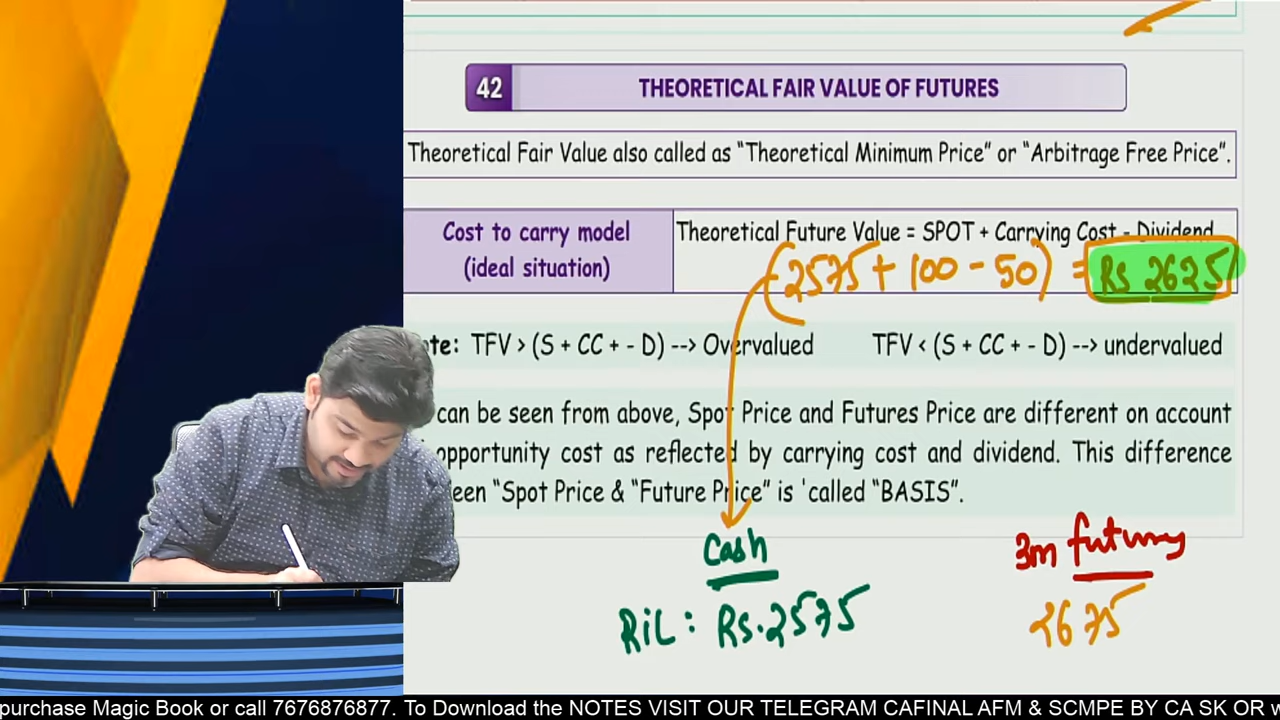 42 THEORETICAL FAIR VALUE OF FUTURES
Theoretical Fair Value also called as “Theoretical Minimum Price” or “Arbitrage Free Price”.
Cost to carry model
(ideal situation)
Theoretical Future Value = SPOT + Carrying Cost - Dividend
(2575 + 100 - 50) = Rs 2625
TFV > (S + CC + - D) --> Overvalued TFV < (S + CC + - D) --> undervalued
can be seen from above, Spot Price and Futures Price are different on account
opportunity cost as reflected by carrying cost and dividend. This difference
“Spot Price & “Future Price” is 'called “BASIS”.
Cash 3m futures
RiL : Rs.2575 2675
purchase Magic Book or call 7676876877. To Download the NOTES VISIT OUR TELEGRAM CAFINAL AFM & SCMPE BY CA SK OR